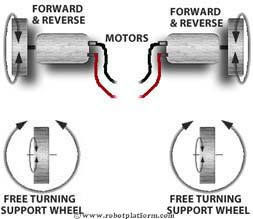 FORWARD
& REVERSE
FORWARD
& REVERSE
MOTORS
FREE TURNING
SUPPORT WHEEL
FREE TURNING
SUPPORT WHEEL
© www.robotplatform.com